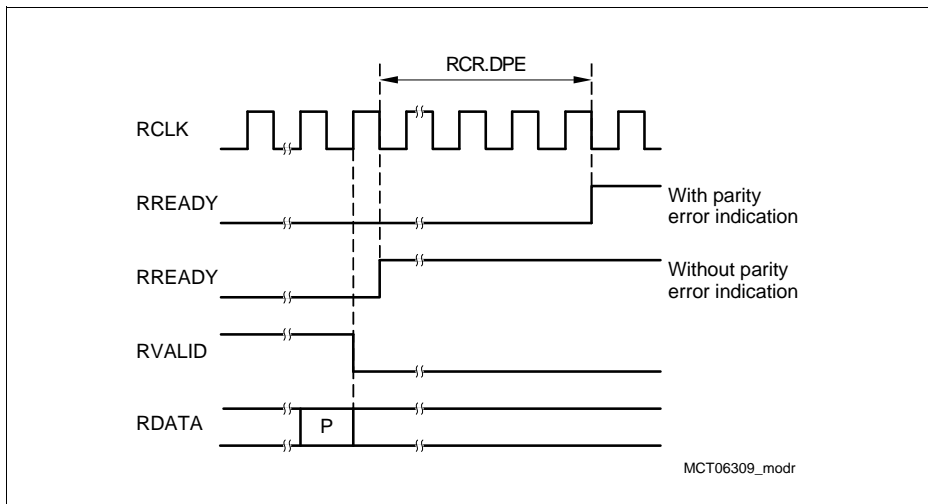 RCR.DPE
RCLK
RREADY
With parity
error indication
RREADY
Without parity
error indication
RVALID
RDATA
P
MCT06309_modr